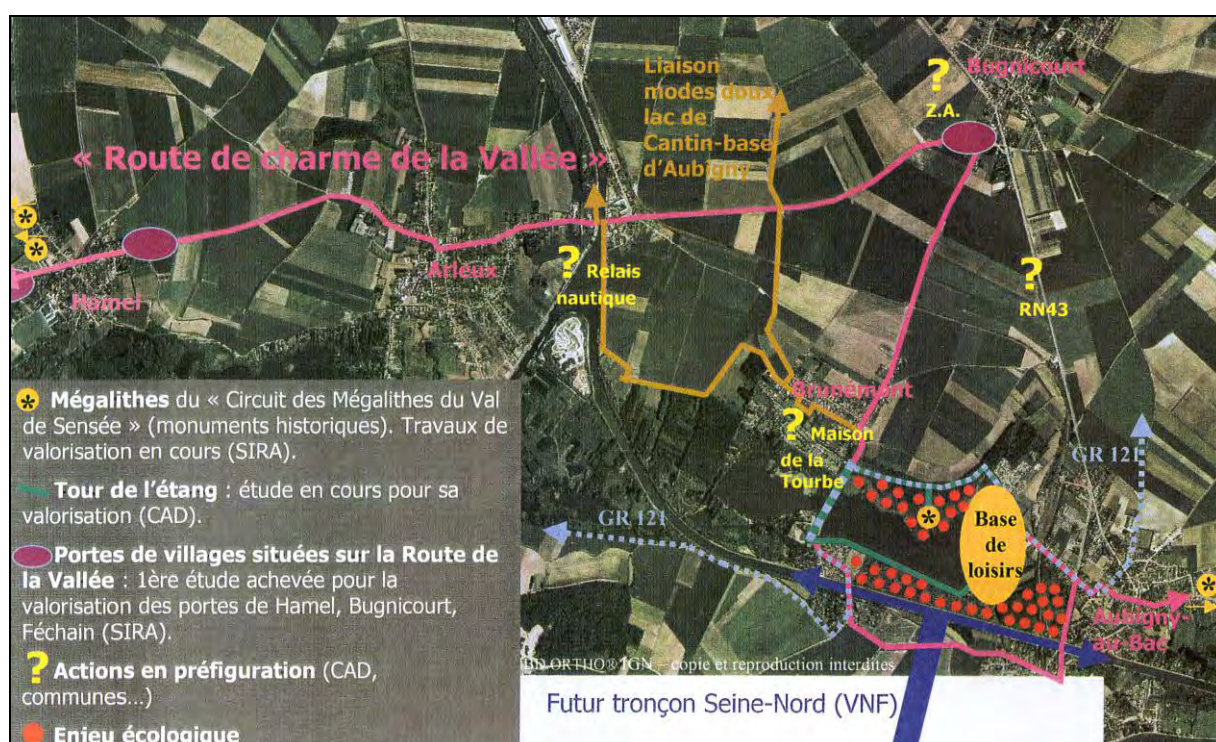 Liaison
modes doux
lac de
Cantin-base
d'Aubigny
?
Z.A.
Bugnicourt
« Route de charme de la Vallée »
Hamel
Arleux
? Relais
nautique
?
RN43
Brunémont
? Maison
de la
Tourbe
GR 121
GR 121
Base
de
loisirs
Aubigny-
au-Bac
Mégalithes du « Circuit des Mégalithes du Val
de Sensée » (monuments historiques). Travaux de
valorisation en cours (SIRA).
Tour de l'étang : étude en cours pour sa
valorisation (CAD).
Portes de villages situées sur la Route de
la Vallée : 1ère étude achevée pour la
valorisation des portes de Hamel, Bugnicourt,
Féchain (SIRA).
? Actions en préfiguration (CAD,
communes...)
Enjeu écologique
BD ORTHO® IGN – copie et reproduction interdites
Futur tronçon Seine-Nord (VNF)